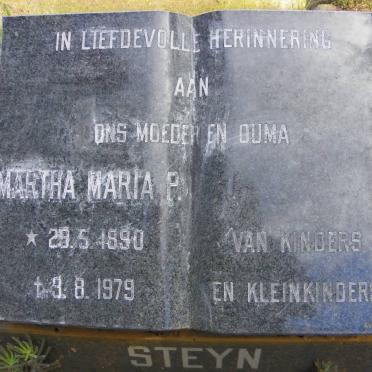 IN LIEFDEVOLLE HERINNERING
AAN
ONS MOEDER EN OUMA
MARTHA MARIA P.
★ 29.5.1890 VAN KINDERS
† 9.8.1979 EN KLEINKINDERS
STEYN